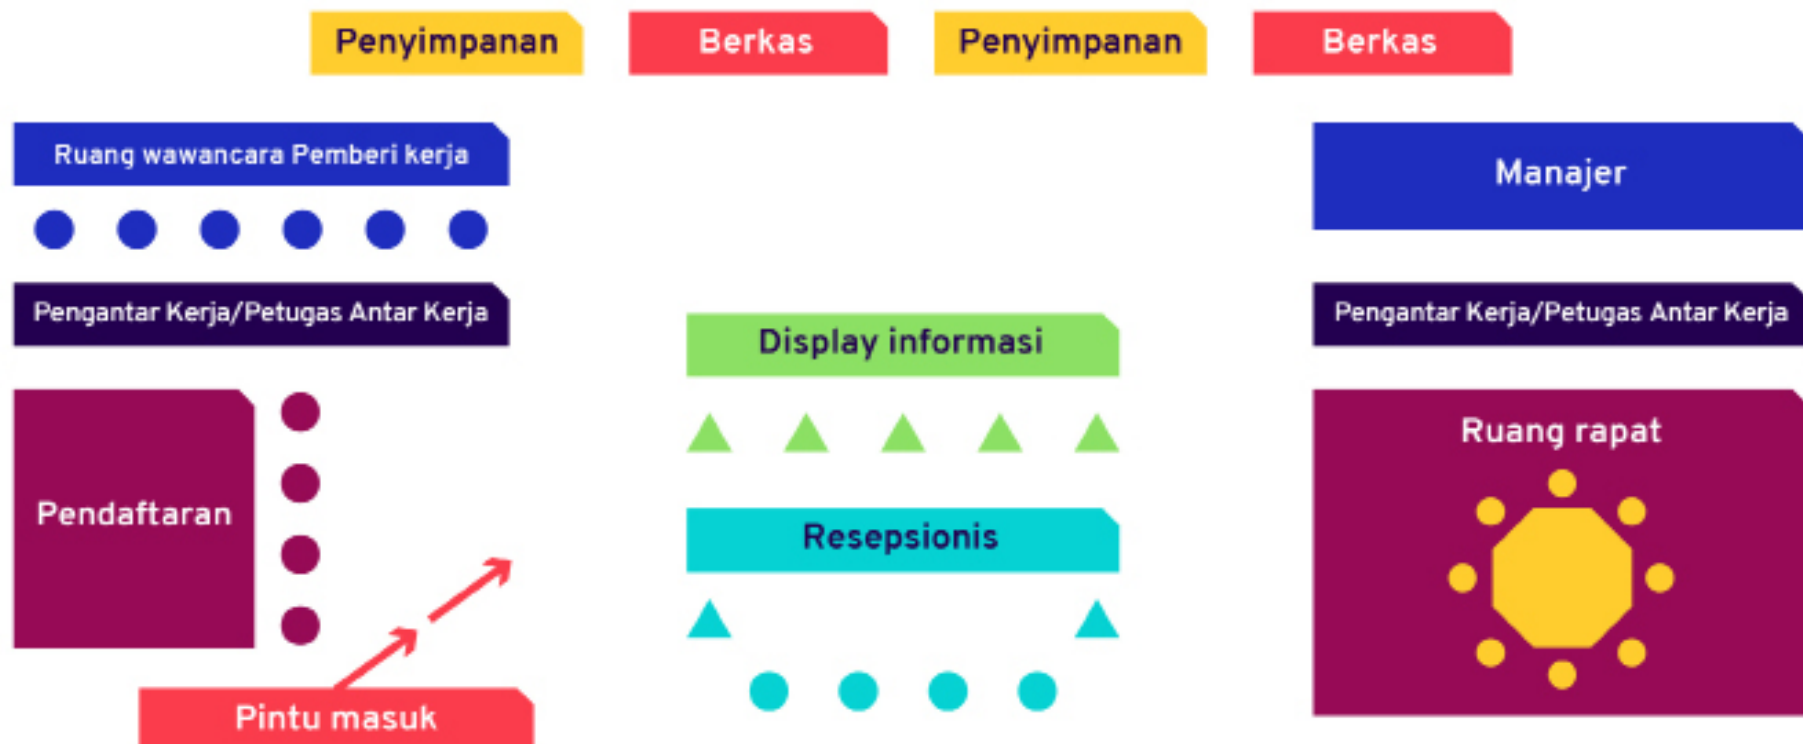 Penyimpanan
Berkas
Penyimpanan
Berkas
Ruang wawancara Pemberi kerja
Manajer
Pengantar Kerja/Petugas Antar Kerja
Pengantar Kerja/Petugas Antar Kerja
Display informasi
Ruang rapat
Pendaftaran
Resepsionis
Pintu masuk